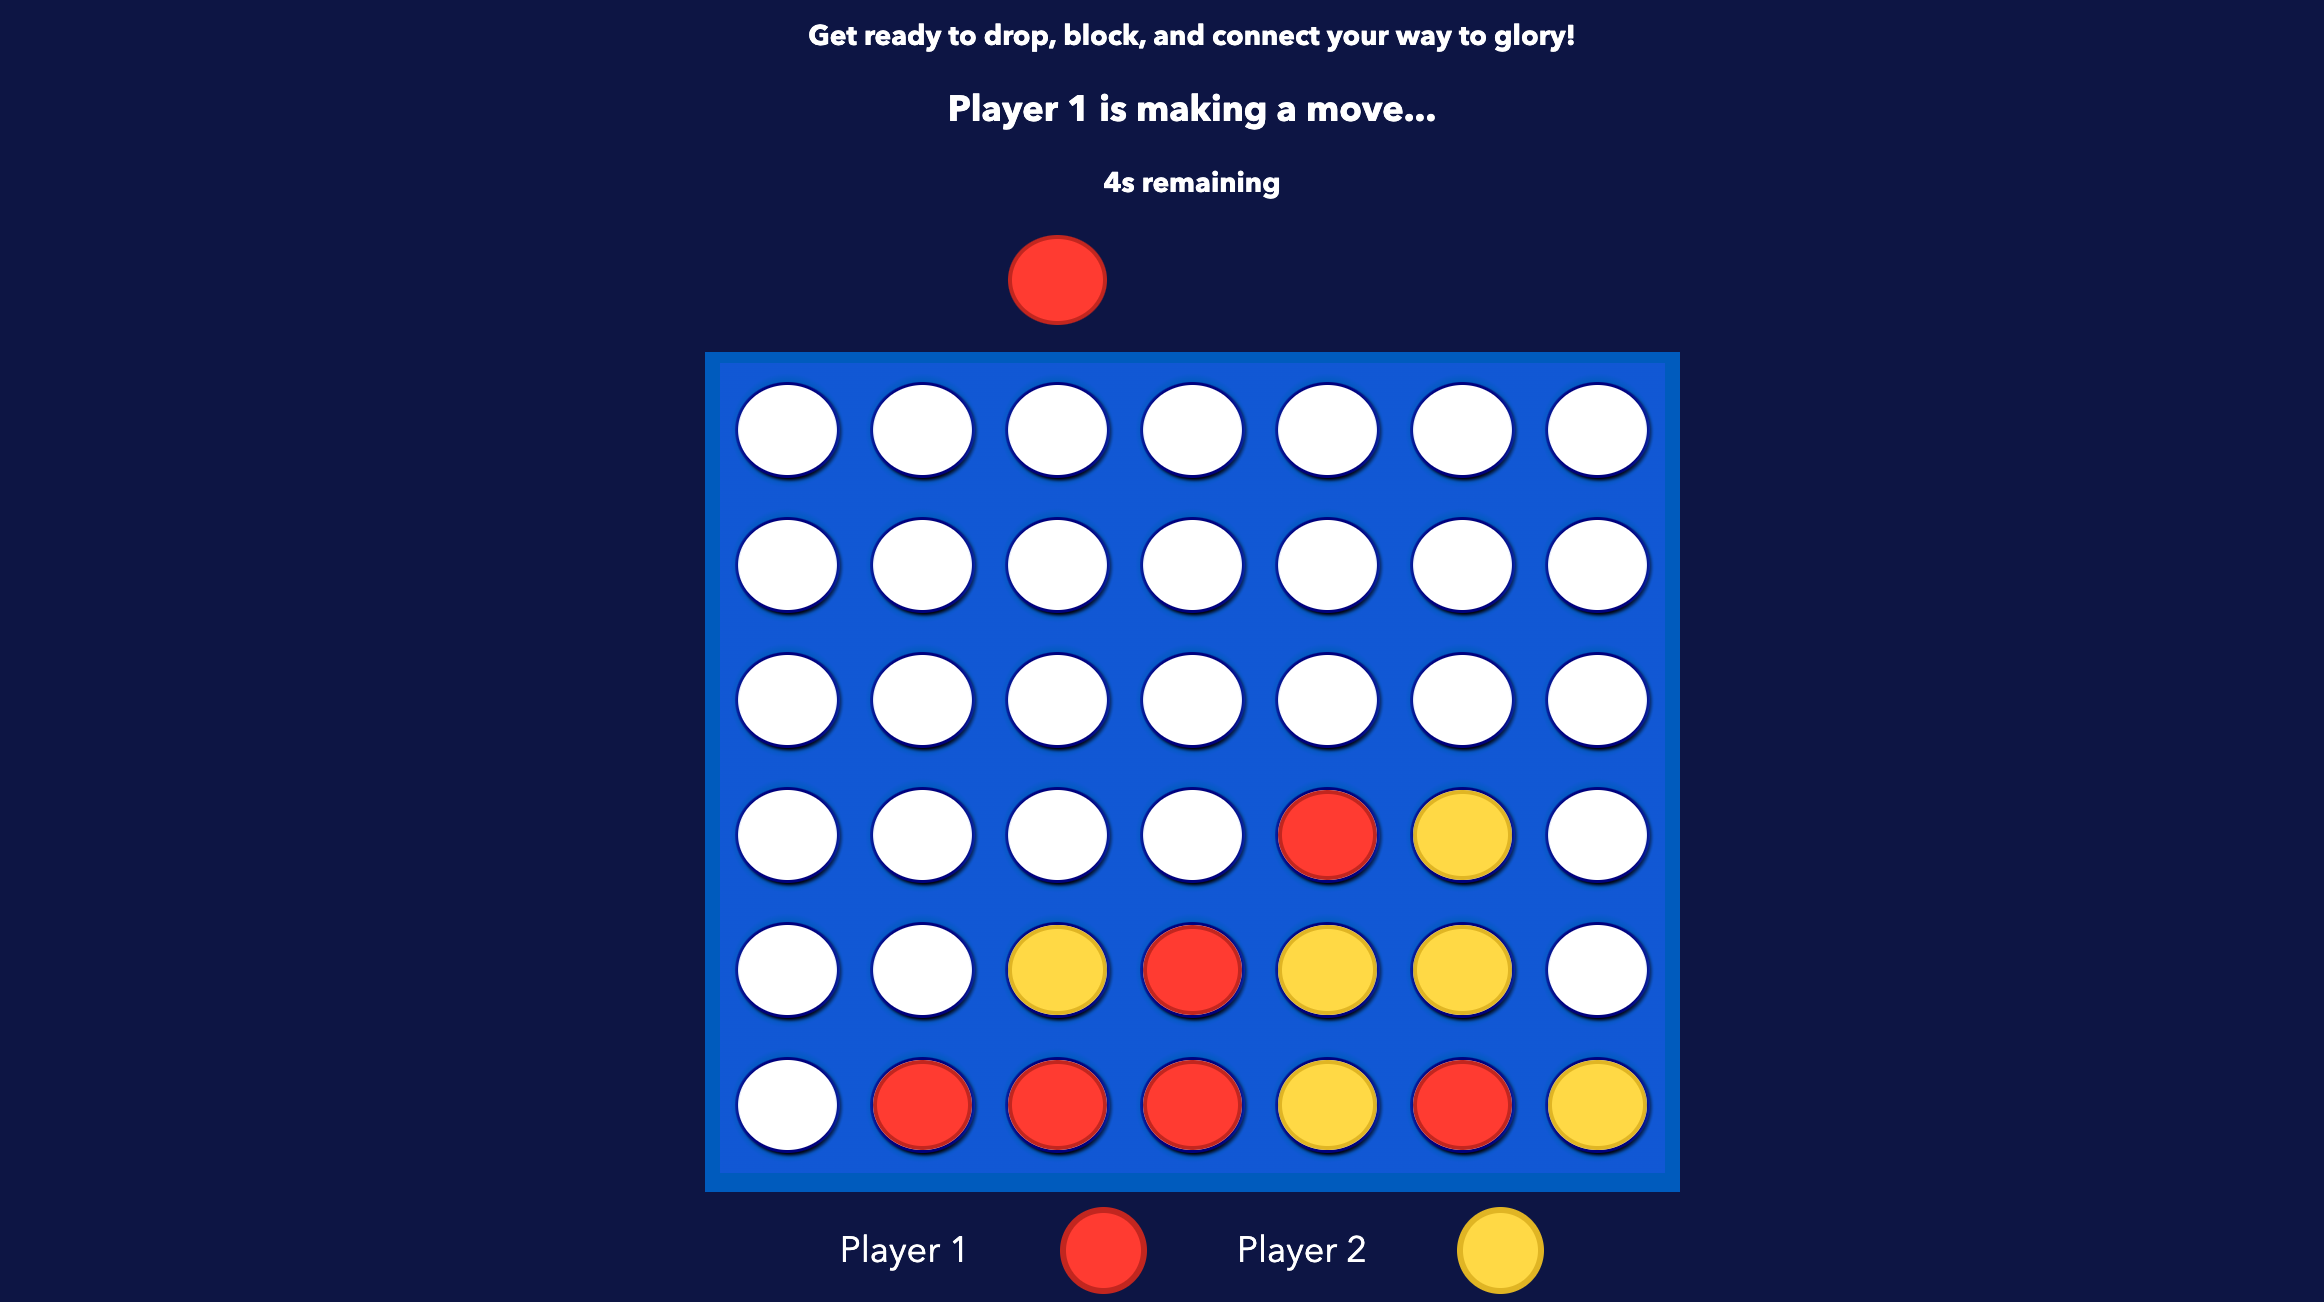 Get ready to drop, block, and connect your way to glory!
Player 1 is making a move...
4s remaining
Player 1
Player 2